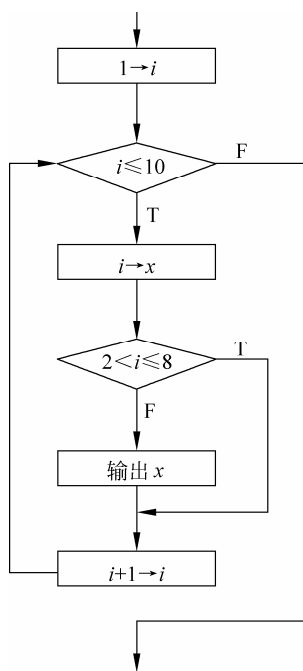 1→i
i≤10
F
T
i→x
2<i≤8
T
F
输出 x
i+1→i